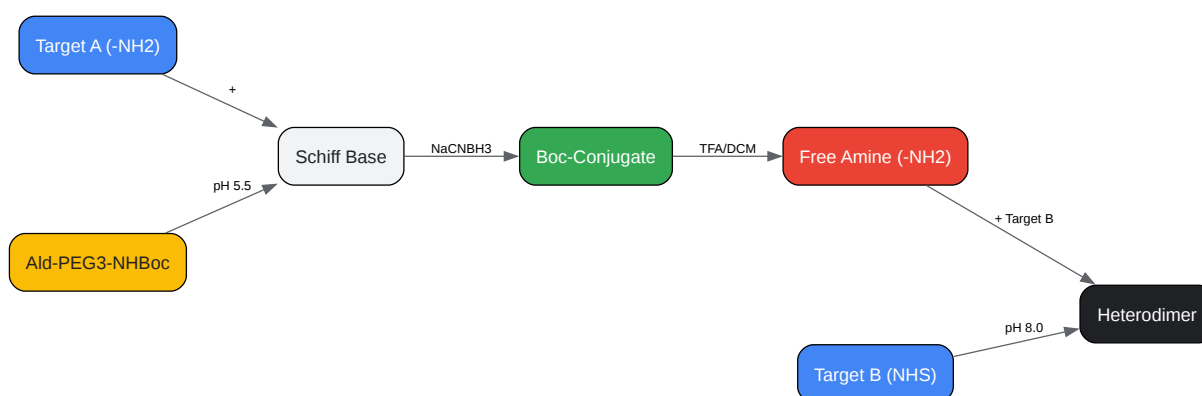 Target A (-NH2)
+
Schiff Base
NaCNBH3
Boc-Conjugate
TFA/DCM
Free Amine (-NH2)
pH 5.5
Ald-PEG3-NHBoc
+ Target B
Heterodimer
pH 8.0
Target B (NHS)